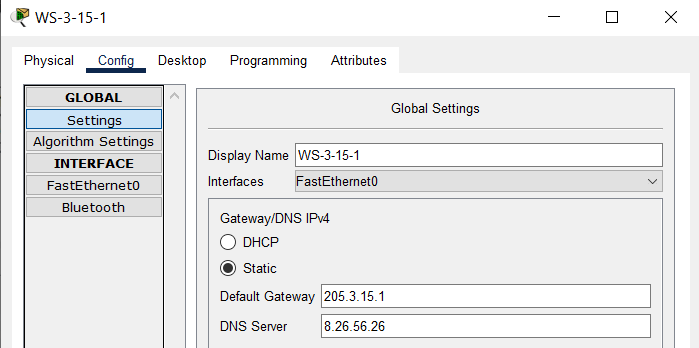 WS-3-15-1
Physical Config Desktop Programming Attributes
GLOBAL
Settings
Algorithm Settings
INTERFACE
FastEthernet0
Bluetooth
Global Settings
Display Name WS-3-15-1
Interfaces FastEthernet0
Gateway/DNS IPv4
DHCP
Static
Default Gateway 205.3.15.1
DNS Server 8.26.56.26